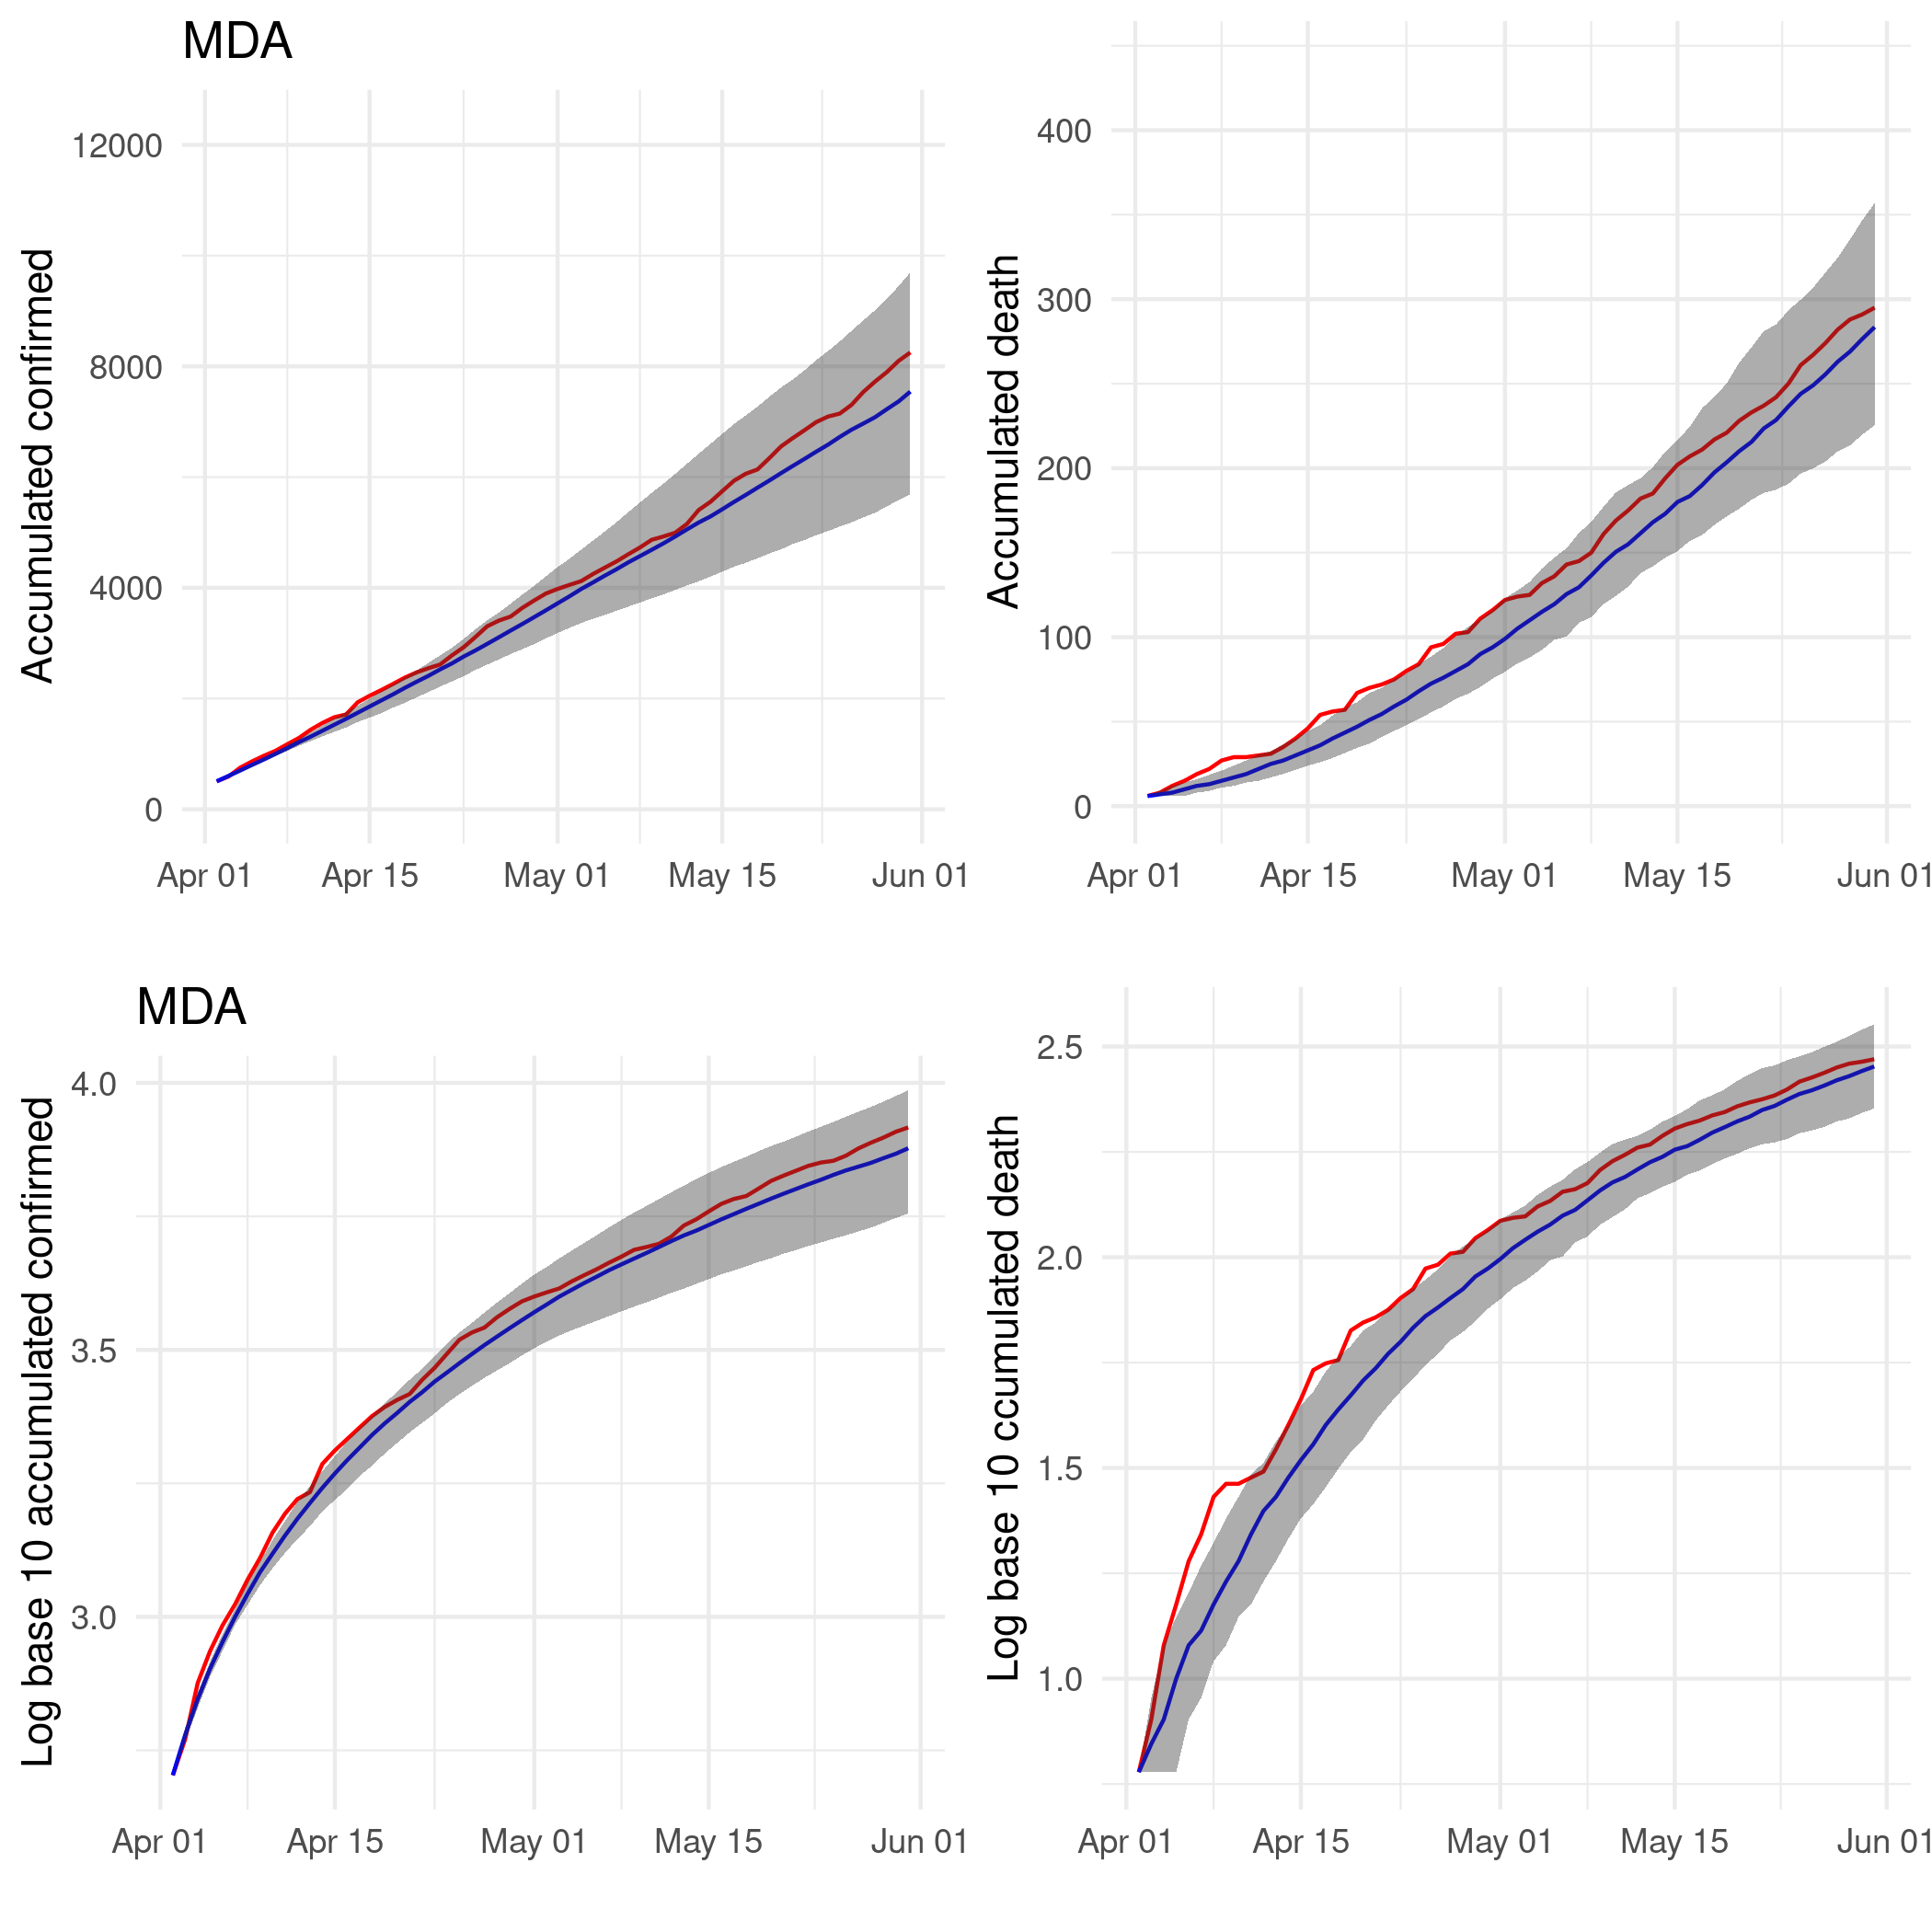 MDA
Accumulated confirmed
12000
8000
4000
0
Apr 01 Apr 15 May 01 May 15 Jun 01
Accumulated death
400
300
200
100
0
Apr 01 Apr 15 May 01 May 15 Jun 01
MDA
Log base 10 accumulated confirmed
4.0
3.5
3.0
Apr 01 Apr 15 May 01 May 15 Jun 01
Log base 10 ccumulated death
2.5
2.0
1.5
1.0
Apr 01 Apr 15 May 01 May 15 Jun 01